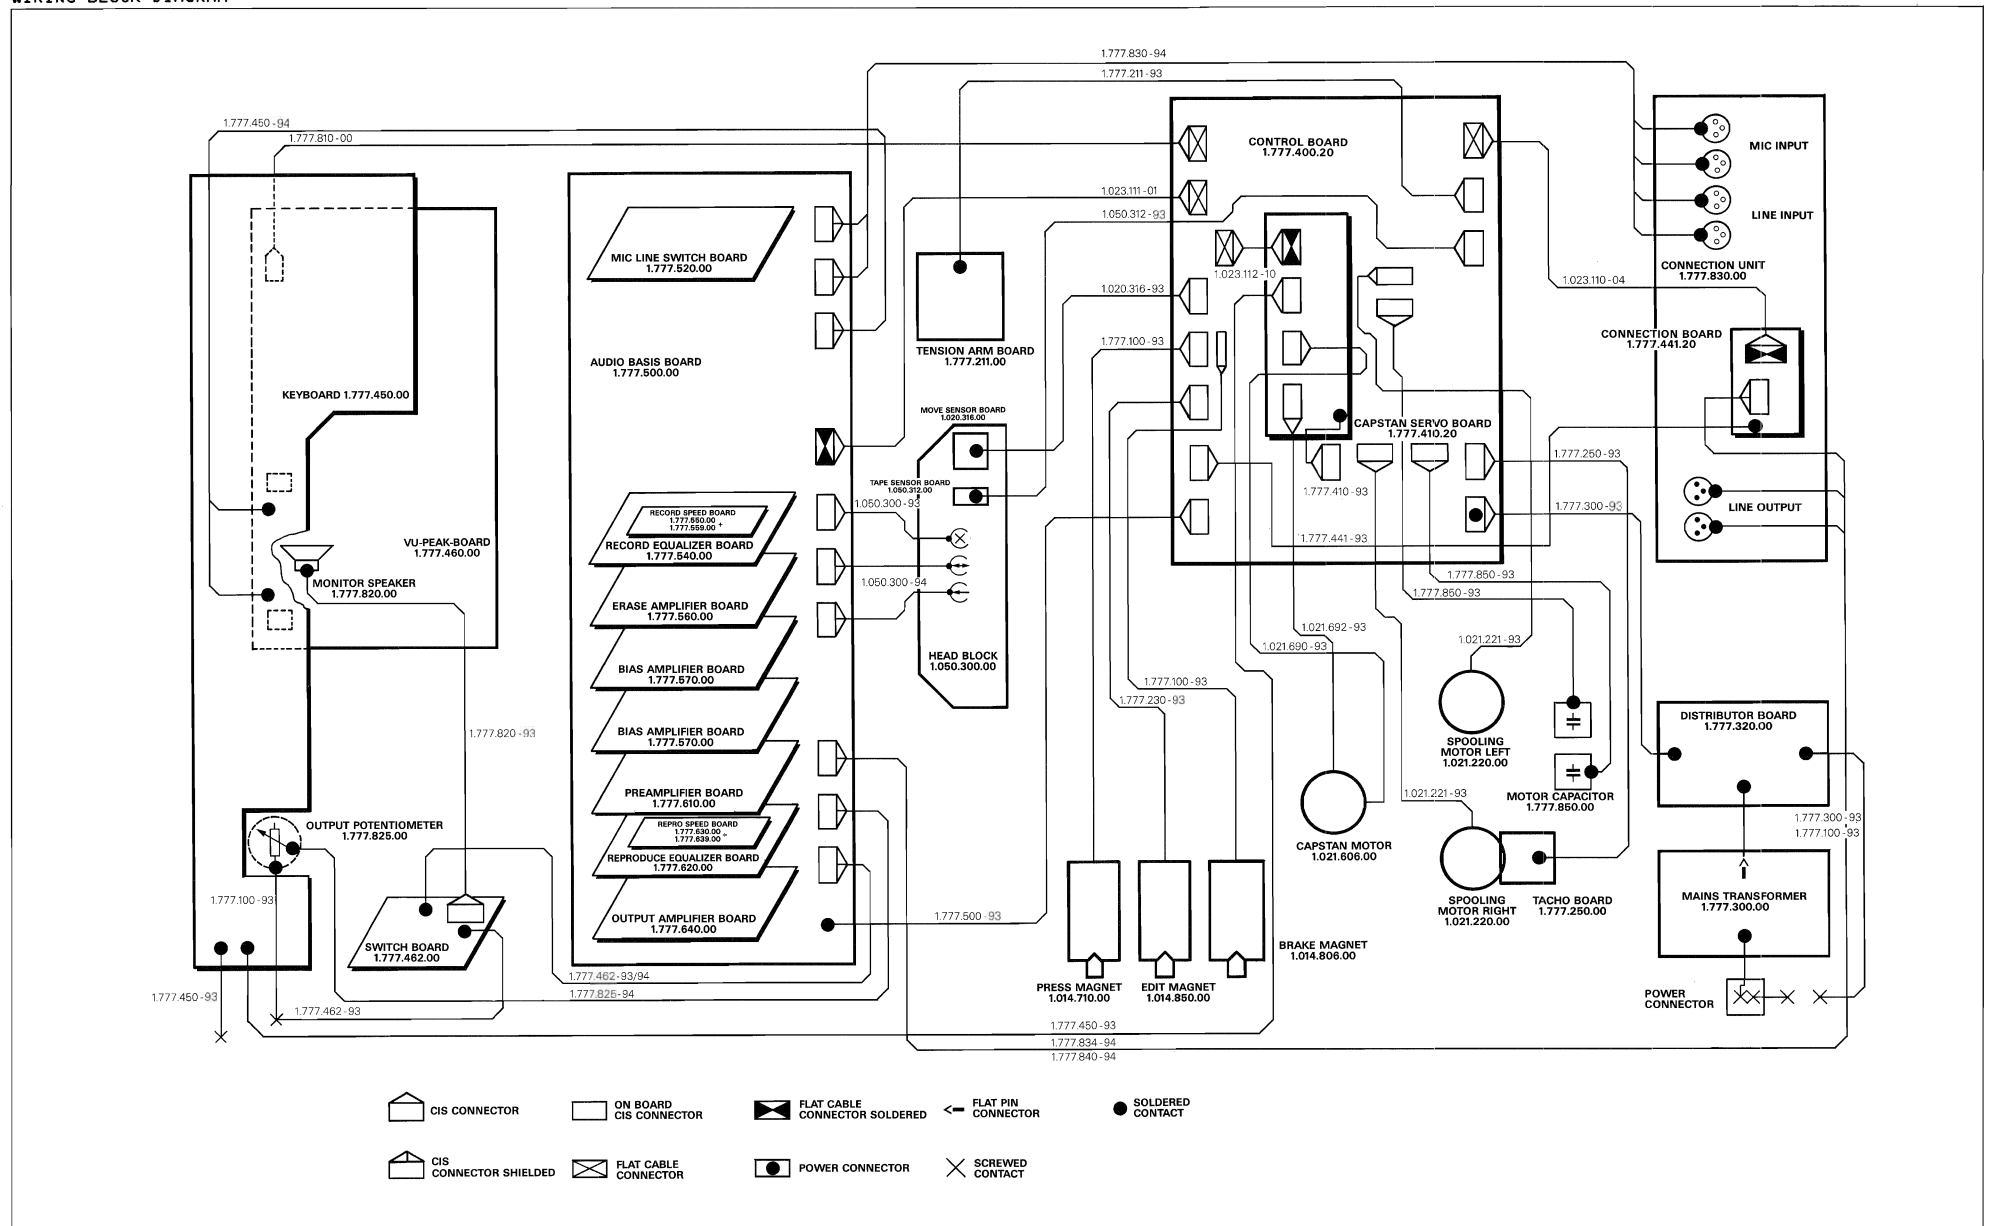 WIRING BLOCK DIAGRAM
1.777.830-94
1.777.211-93
1.777.450-94
1.777.810-00
CONTROL BOARD
1.777.400.20
MIC INPUT
LINE INPUT
CONNECTION UNIT
1.777.830.00
1.023.111-01
1.050.312-93
1.023.112-10
1.023.110-04
1.020.316-93
1.777.100-93
MIC LINE SWITCH BOARD
1.777.520.00
AUDIO BASIS BOARD
1.777.500.00
TENSION ARM BOARD
1.777.211.00
CONNECTION BOARD
1.777.441.20
KEYBOARD 1.777.450.00
MOVE SENSOR BOARD
1.020.316.00
CAPSTAN SERVO BOARD
1.777.410.20
1.777.250-93
TAPE SENSOR BOARD
1.050.312.00
1.777.410-93
1.050.300-93
1.777.300-93
LINE OUTPUT
RECORD SPEED BOARD
1.777.550.00
1.777.559.00 ÷
RECORD EQUALIZER BOARD
1.777.540.00
VU-PEAK-BOARD
1.777.460.00
1.777.441-93
MONITOR SPEAKER
1.777.820.00
1.050.300-94
1.777.850-93
1.777.850-93
ERASE AMPLIFIER BOARD
1.777.560.00
1.021.692-93
1.021.690-93
1.021.221-93
HEAD BLOCK
1.050.300.00
BIAS AMPLIFIER BOARD
1.777.570.00
1.777.100-93
1.777.230-93
1.777.820-93
BIAS AMPLIFIER BOARD
1.777.570.00
SPOOLING
MOTOR LEFT
1.021.220.00
DISTRIBUTOR BOARD
1.777.320.00
PREAMPLIFIER BOARD
1.777.610.00
1.021.221-93
MOTOR CAPACITOR
1.777.850.00
1.777.300-93
1.777.100-93
OUTPUT POTENTIOMETER
1.777.825.00
REPRO SPEED BOARD
1.777.630.00
1.777.639.00 ÷
REPRODUCE EQUALIZER BOARD
1.777.620.00
CAPSTAN MOTOR
1.021.606.00
1.777.100-93
MAINS TRANSFORMER
1.777.300.00
SPOOLING
MOTOR RIGHT
1.021.220.00
TACHO BOARD
1.777.250.00
OUTPUT AMPLIFIER BOARD
1.777.640.00
1.777.500-93
SWITCH BOARD
1.777.462.00
BRAKE MAGNET
1.014.806.00
1.777.462-93/94
1.777.825-94
PRESS MAGNET
1.014.710.00
EDIT MAGNET
1.014.850.00
POWER
CONNECTOR
1.777.450-93
1.777.462-93
1.777.450-93
1.777.834-94
1.777.840-94
CIS CONNECTOR
ON BOARD
CIS CONNECTOR
FLAT CABLE
CONNECTOR SOLDERED
FLAT PIN
CONNECTOR
SOLDERED
CONTACT
CIS
CONNECTOR SHIELDED
FLAT CABLE
CONNECTOR
POWER CONNECTOR
SCREWED
CONTACT